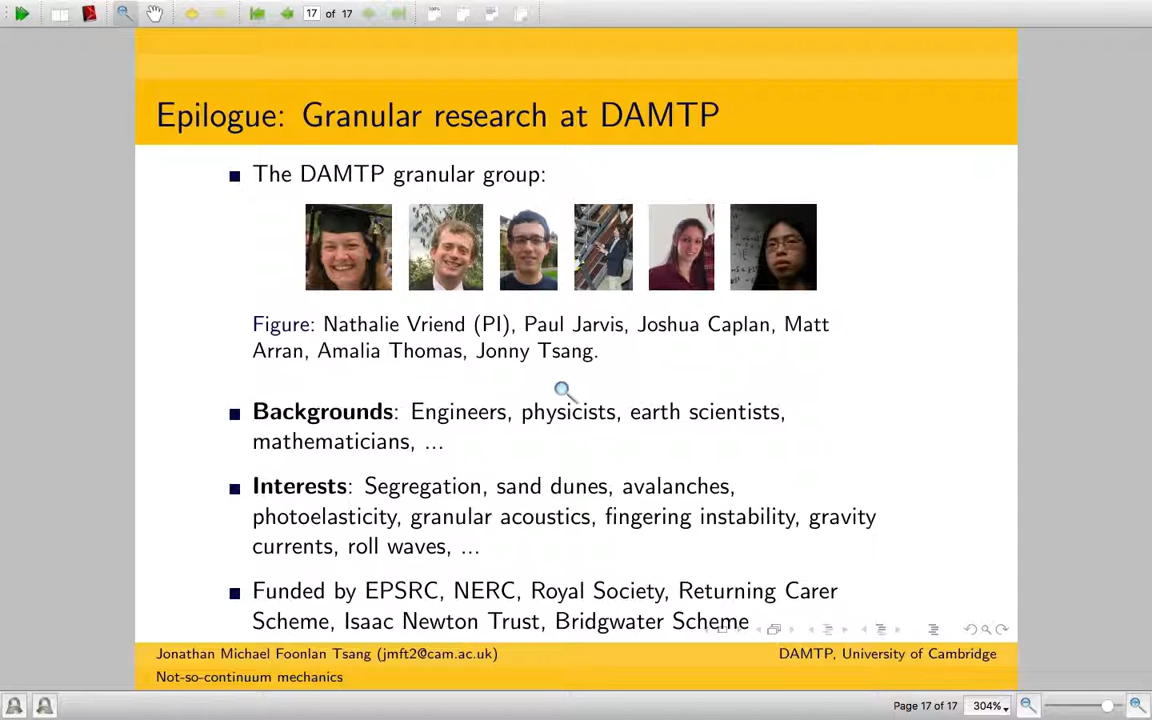 17 of 17
Epilogue: Granular research at DAMTP
The DAMTP granular group:
Figure: Nathalie Vriend (PI), Paul Jarvis, Joshua Caplan, Matt
Arran, Amalia Thomas, Jonny Tsang.
Backgrounds: Engineers, physicists, earth scientists,
mathematicians, ...
Interests: Segregation, sand dunes, avalanches,
photoelasticity, granular acoustics, fingering instability, gravity
currents, roll waves, ...
Funded by EPSRC, NERC, Royal Society, Returning Carer
Scheme, Isaac Newton Trust, Bridgwater Scheme
Jonathan Michael Foonlan Tsang (jmft2@cam.ac.uk)
DAMTP, University of Cambridge
Not-so-continuum mechanics
Page 17 of 17
304%